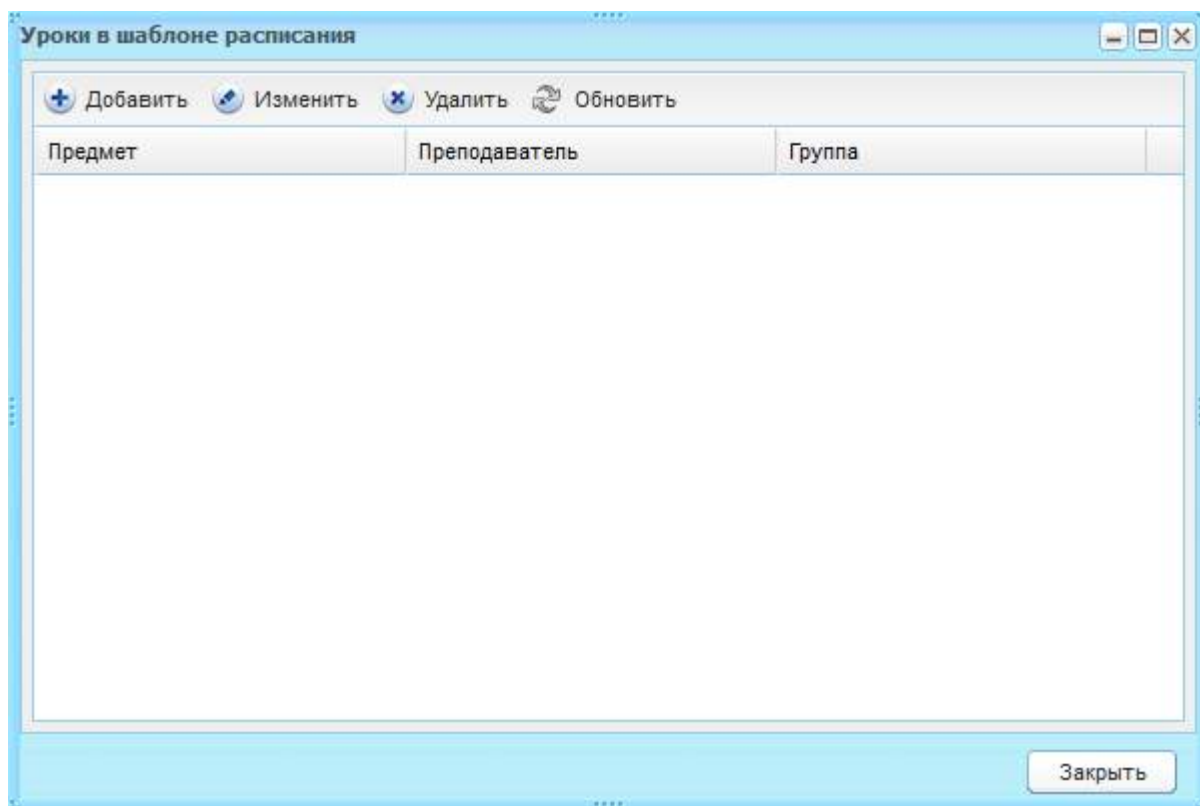 Уроки в шаблоне расписания
Добавить Изменить Удалить Обновить
Предмет Преподаватель Группа
Закрыть